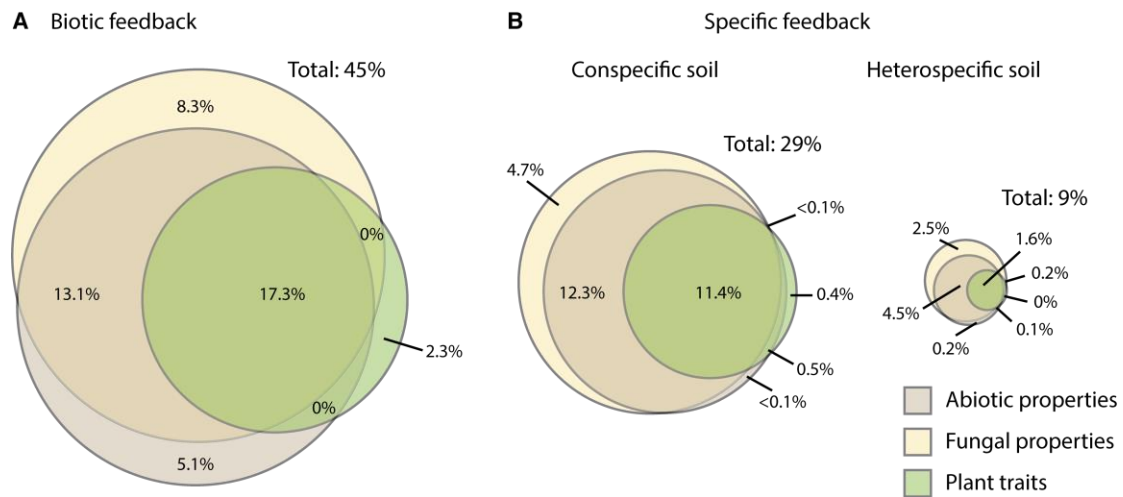 A Biotic feedback
Total: 45%
8.3%
0%
13.1%
17.3%
2.3%
0%
5.1%
B Specific feedback
Conspecific soil
Total: 29%
4.7%
<0.1%
12.3%
11.4%
0.4%
0.5%
<0.1%
Heterospecific soil
Total: 9%
2.5%
1.6%
0.2%
0%
4.5%
0.1%
0.2%
Abiotic properties
Fungal properties
Plant traits